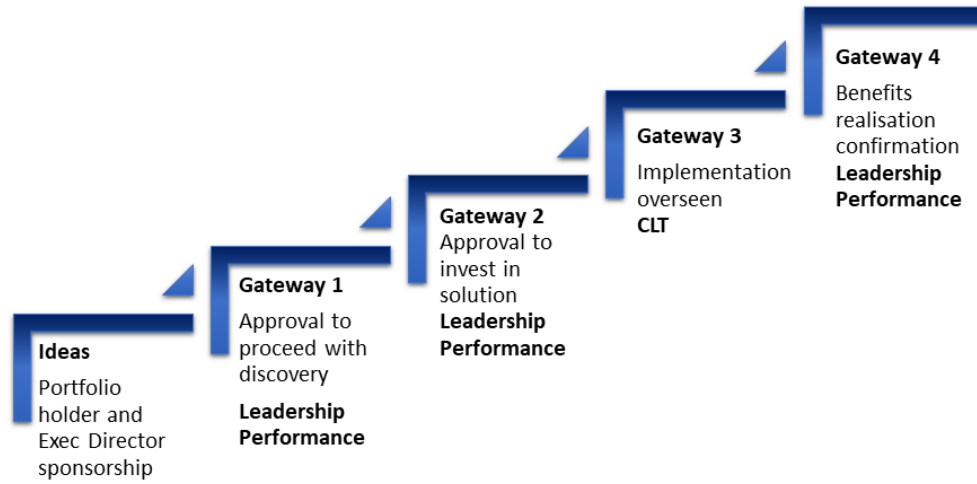 Ideas
Portfolio
holder and
Exec Director
sponsorship
Gateway 1
Approval to
proceed with
discovery
Leadership
Performance
Gateway 2
Approval to
invest in
solution
Leadership
Performance
Gateway 3
Implementation
overseen
CLT
Gateway 4
Benefits
realisation
confirmation
Leadership
Performance